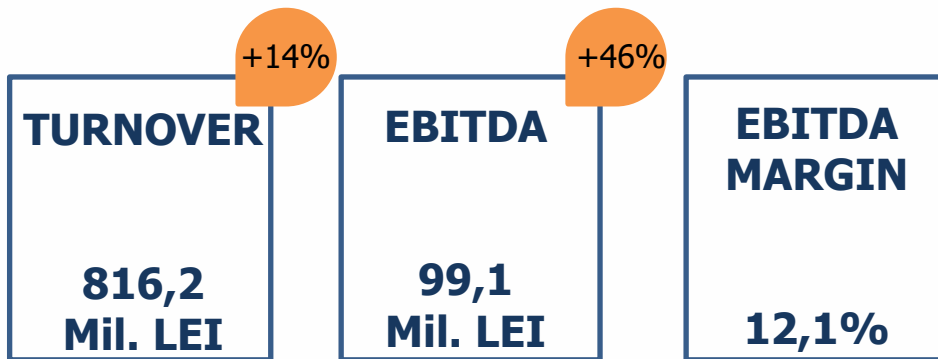 +14%
TURNOVER
816,2
Mil. LEI
+46%
EBITDA
99,1
Mil. LEI
EBITDA
MARGIN
12,1%